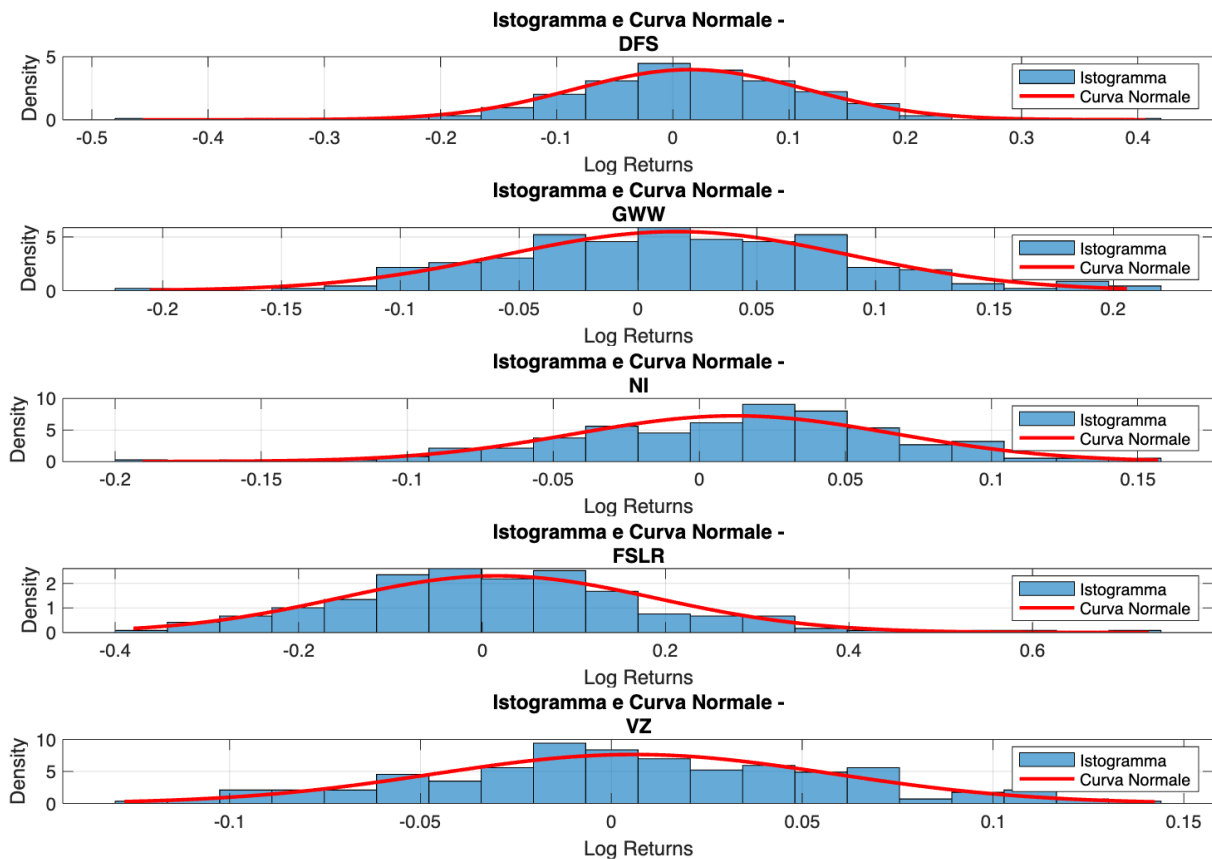 Istogramma e Curva Normale -
DFS
Density
5
0
Istogramma
Curva Normale
-0.5 -0.4 -0.3 -0.2 -0.1 0 0.1 0.2 0.3 0.4
Log Returns
Istogramma e Curva Normale -
GWW
Density
5
0
Istogramma
Curva Normale
-0.2 -0.15 -0.1 -0.05 0 0.05 0.1 0.15 0.2
Log Returns
Istogramma e Curva Normale -
NI
Density
10
5
0
Istogramma
Curva Normale
-0.2 -0.15 -0.1 -0.05 0 0.05 0.1 0.15
Log Returns
Istogramma e Curva Normale -
FSLR
Density
2
1
0
Istogramma
Curva Normale
-0.4 -0.2 0 0.2 0.4 0.6
Log Returns
Istogramma e Curva Normale -
VZ
Density
10
5
0
Istogramma
Curva Normale
-0.1 -0.05 0 0.05 0.1 0.15
Log Returns